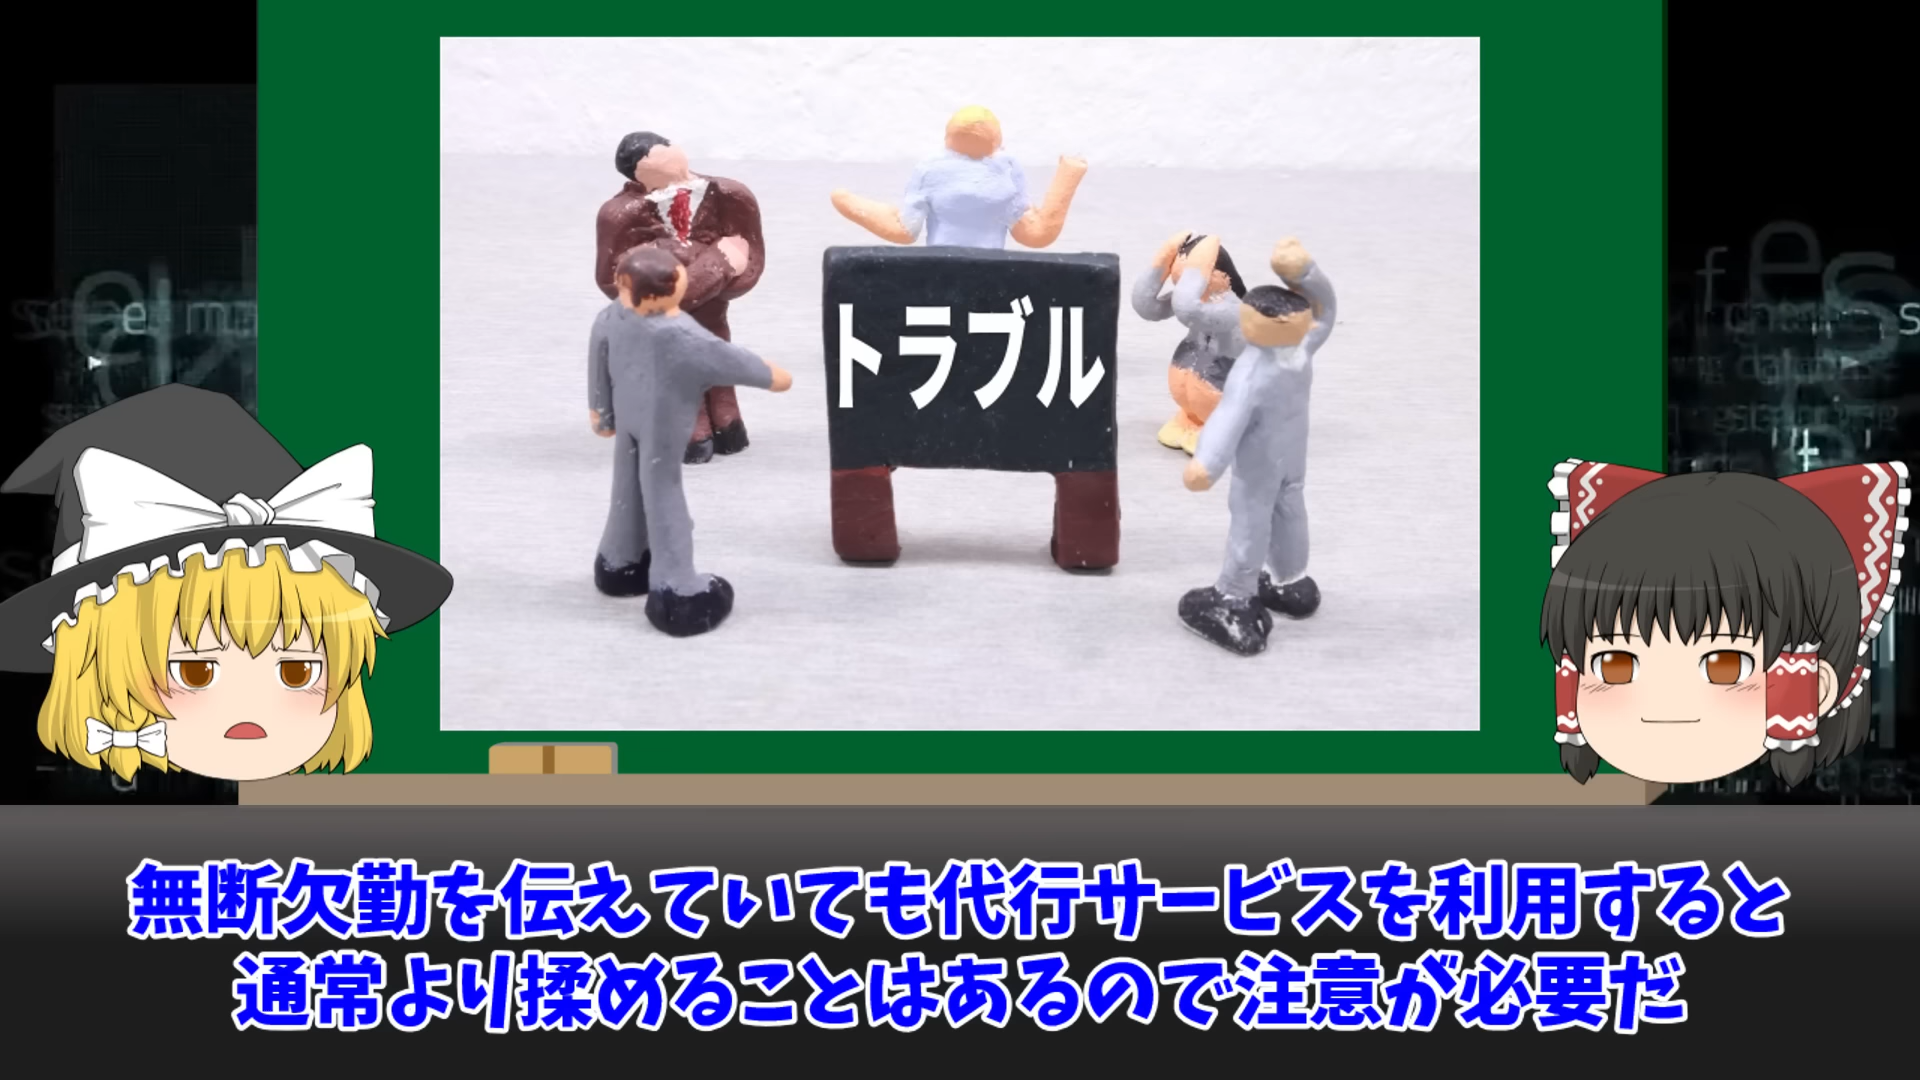 トラブル
無断欠勤を伝えていても代行サービスを利用すると
通常より揉めることはあるので注意が必要だ